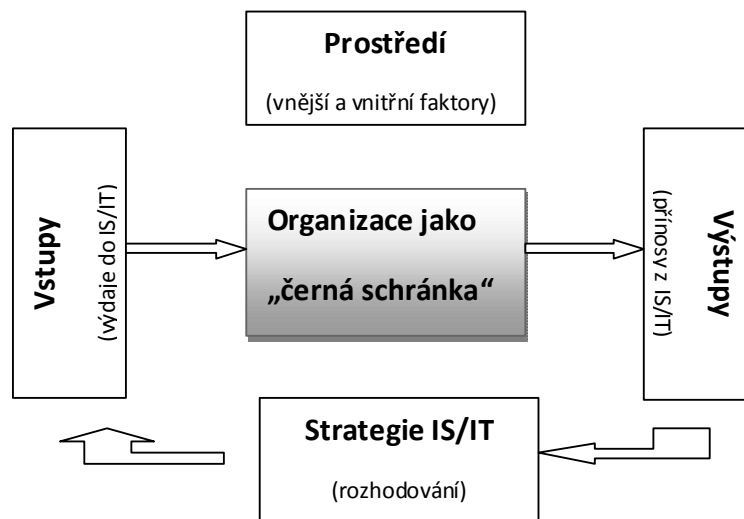 Prostředí
(vnější a vnitřní faktory)
Vstupy
(výdaje do IS/IT)
Organizace jako
„černá schránka“
Výstupy
(přínosy z IS/IT)
Strategie IS/IT
(rozhodování)